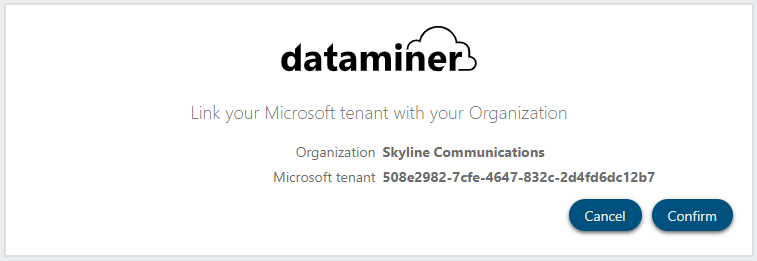 dataminer
Link your Microsoft tenant with your Organization
Organization Skyline Communications
Microsoft tenant 508e2982-7cfe-4647-832c-2d4fd6dc12b7
Cancel Confirm